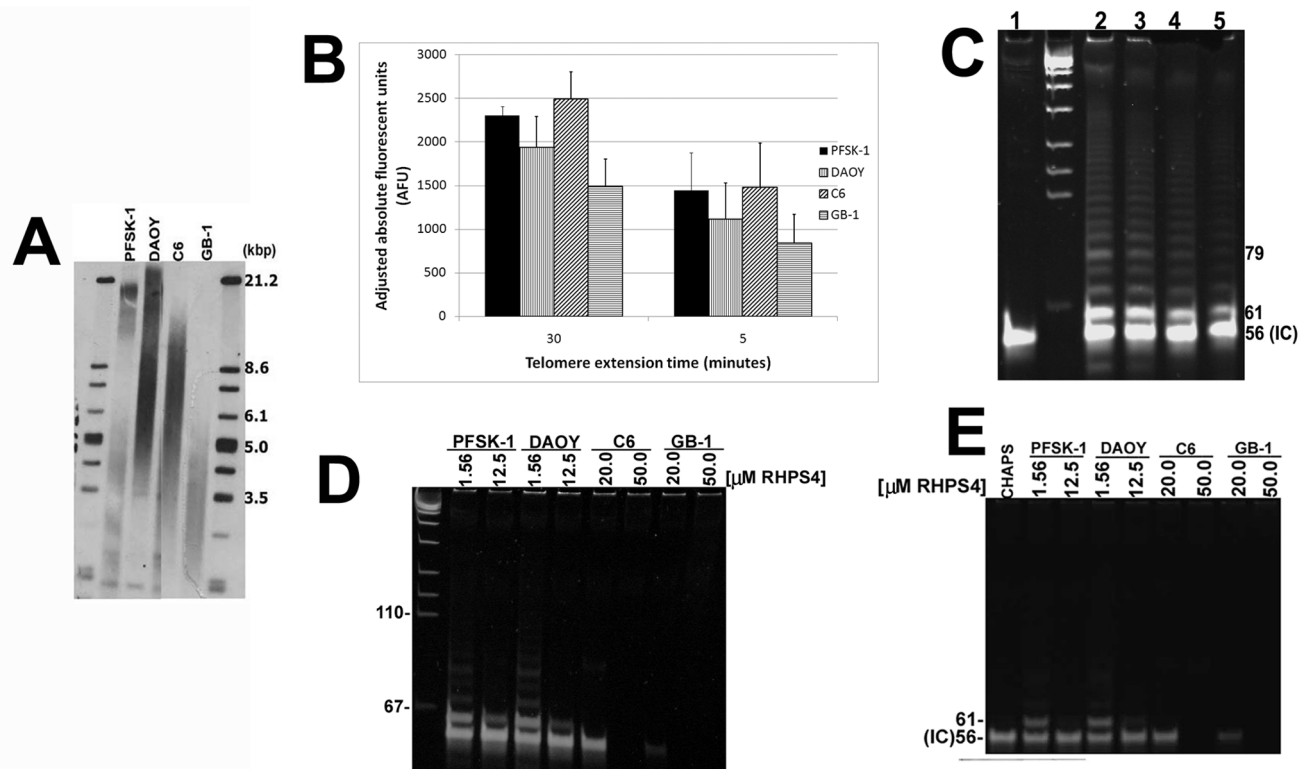 A
PFSK-1
DAOY
C6
GB-1
(kbp)
21.2
8.6
6.1
5.0
3.5
B
Adjusted absolute fluorescent units
(AFU)
3000
2500
2000
1500
1000
500
0
30
5
Telomere extension time (minutes)
PFSK-1
DAOY
C6
GB-1
C
1 2 3 4 5
79
61
56 (IC)
D
PFSK-1 DAOY C6 GB-1
1.56 12.5 1.56 12.5 20.0 50.0 20.0 50.0 [μM RHPS4]
110-
67-
E
PFSK-1 DAOY C6 GB-1
[μM RHPS4] CHAPS 1.56 12.5 1.56 12.5 20.0 50.0 20.0 50.0
61-
(IC)56-